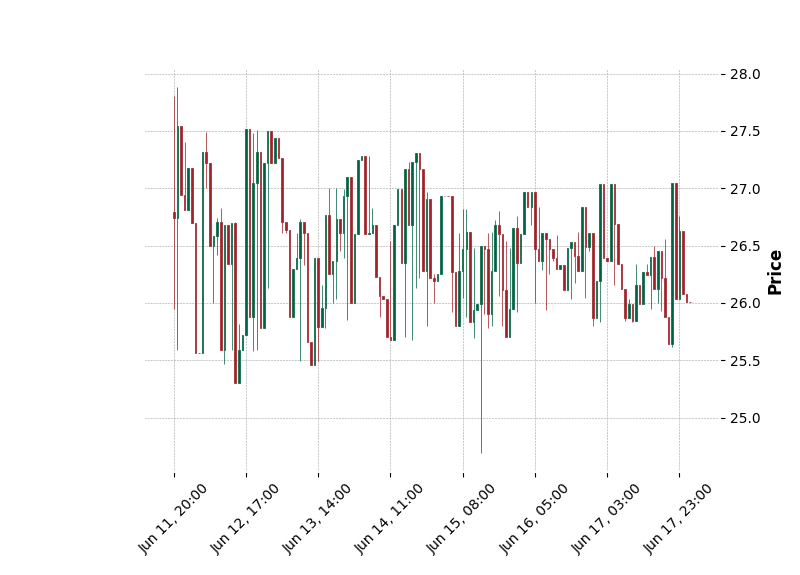 28.0
27.5
27.0
26.5
26.0
25.5
25.0
Price
Jun 11, 20:00
Jun 12, 17:00
Jun 13, 14:00
Jun 14, 11:00
Jun 15, 08:00
Jun 16, 05:00
Jun 17, 03:00
Jun 17, 23:00